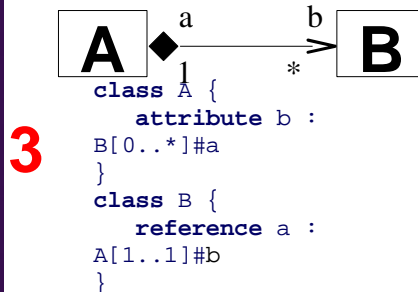 a b
A B
1 *
class A {
attribute b :
B[0..*]#a
}
3
class B {
reference a :
A[1..1]#b
}